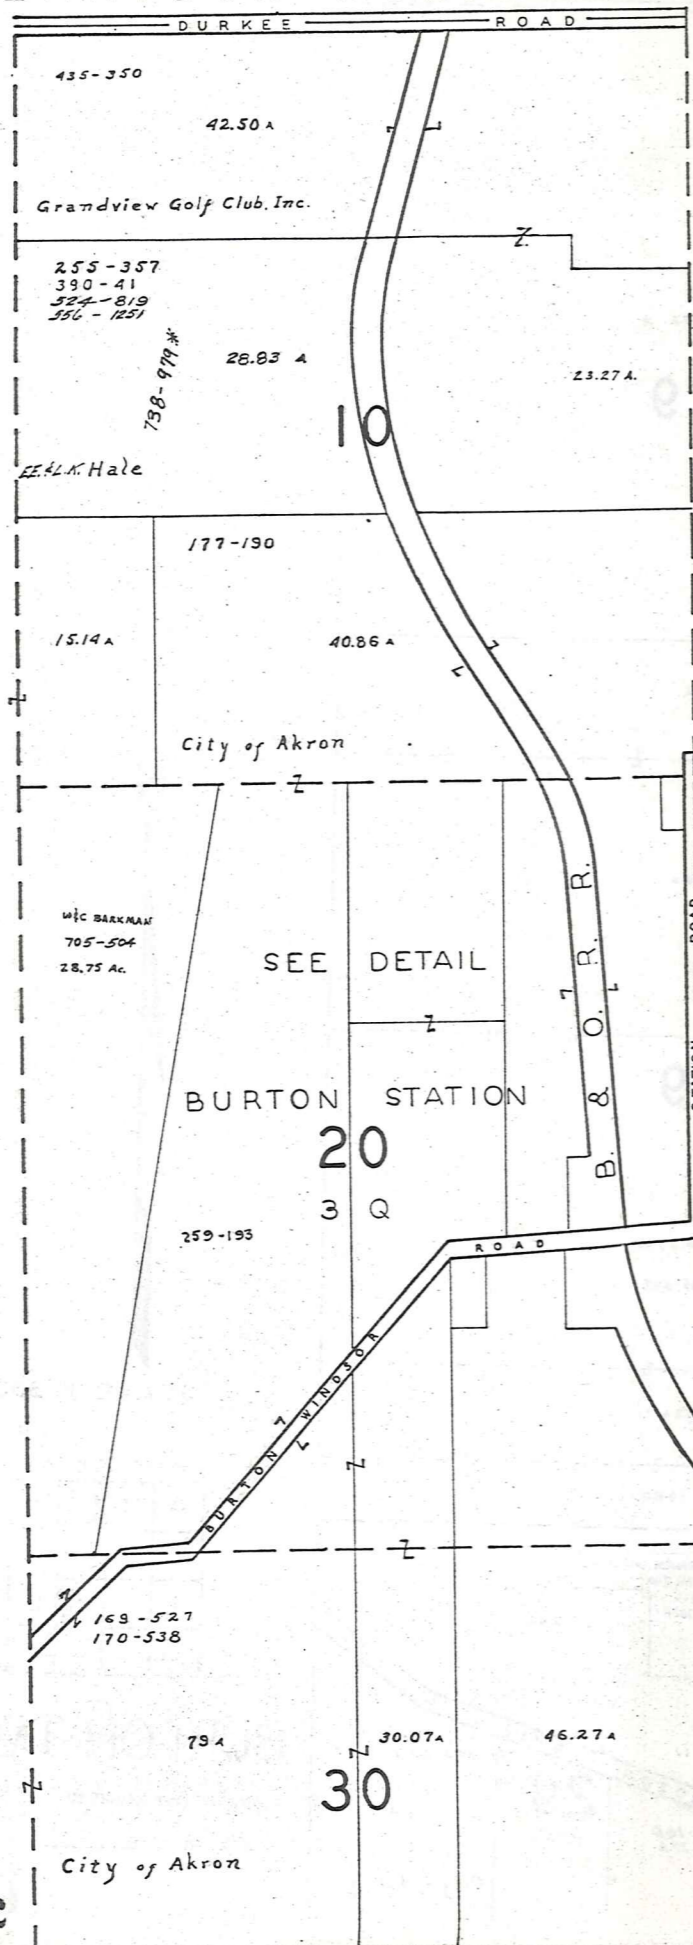 DURKEE ROAD
435-350
42.50 A
Grandview Golf Club, Inc.
255-357
390-41
524-819
556-1251
738-979*
28.83 A
23.27 A.
10
E.E. & L.K. Hale
177-190
15.14 A
40.86 A
City of Akron
W & C BARKMAN
705-504
28.75 Ac.
SEE DETAIL
BURTON STATION
20
3 Q
259-193
B. & O. R. R.
ROAD
BURTON WINDSOR ROAD
169-527
170-538
79 A
30.07 A
46.27 A
30
City of Akron